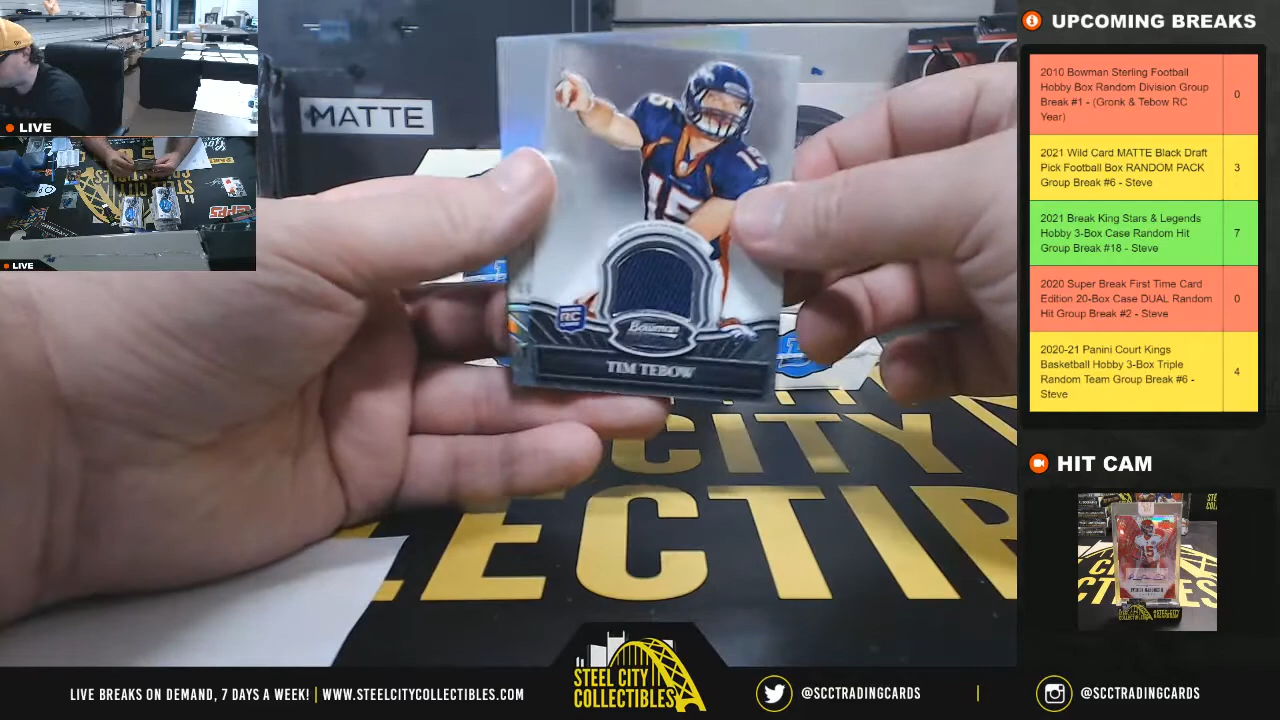 LIVE
LIVE
MATTE
15
15
RC
Bowman
TIM TEBOW
CITY
LECTIB
UPCOMING BREAKS
2010 Bowman Sterling Football
Hobby Box Random Division Group
Break #1 - (Gronk & Tebow RC
Year)
0
2021 Wild Card MATTE Black Draft
Pick Football Box RANDOM PACK
Group Break #6 - Steve
3
2021 Break King Stars & Legends
Hobby 3-Box Case Random Hit
Group Break #18 - Steve
7
2020 Super Break First Time Card
Edition 20-Box Case DUAL Random
Hit Group Break #2 - Steve
0
2020-21 Panini Court Kings
Basketball Hobby 3-Box Triple
Random Team Group Break #6 -
Steve
4
HIT CAM
LIVE BREAKS ON DEMAND, 7 DAYS A WEEK! | WWW.STEELCITYCOLLECTIBLES.COM
STEEL CITY
COLLECTIBLES
@SCCTRADINGCARDS
|
@SCCTRADINGCARDS